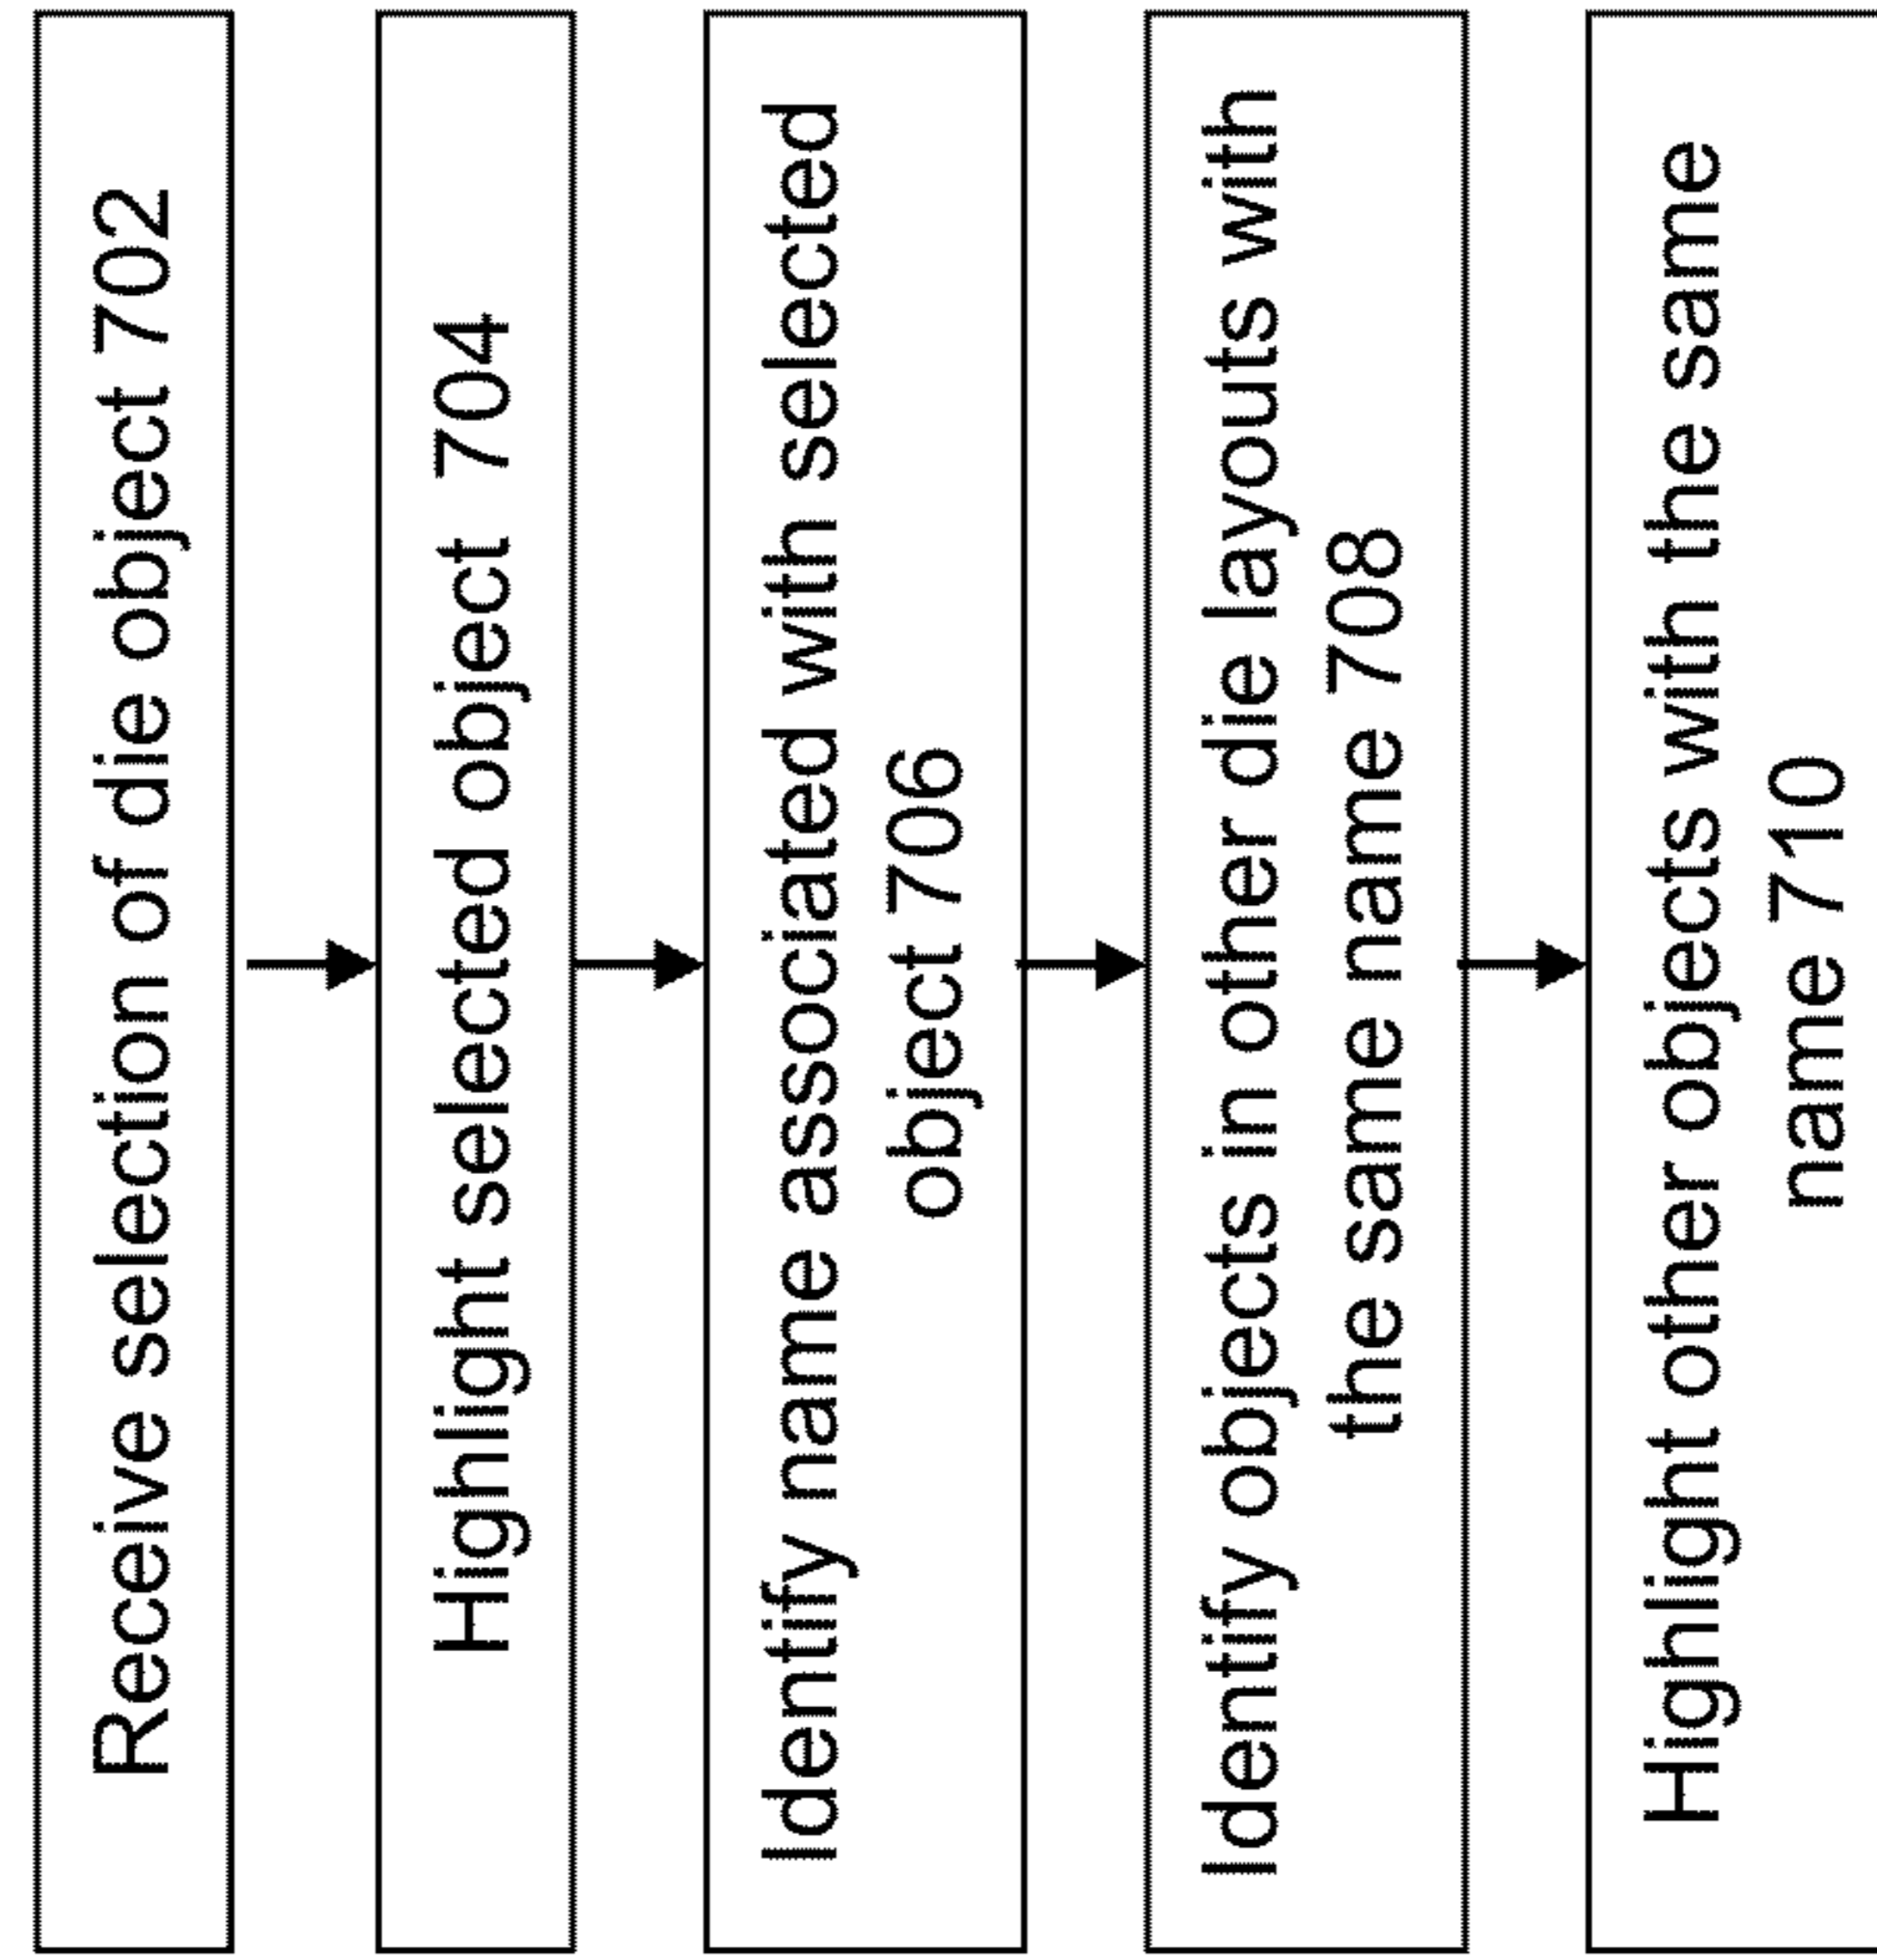 Receive selection of die object 702
Highlight selected object 704
Identify name associated with selected
object 706
Identify objects in other die layouts with
the same name 708
Highlight other objects with the same
name 710